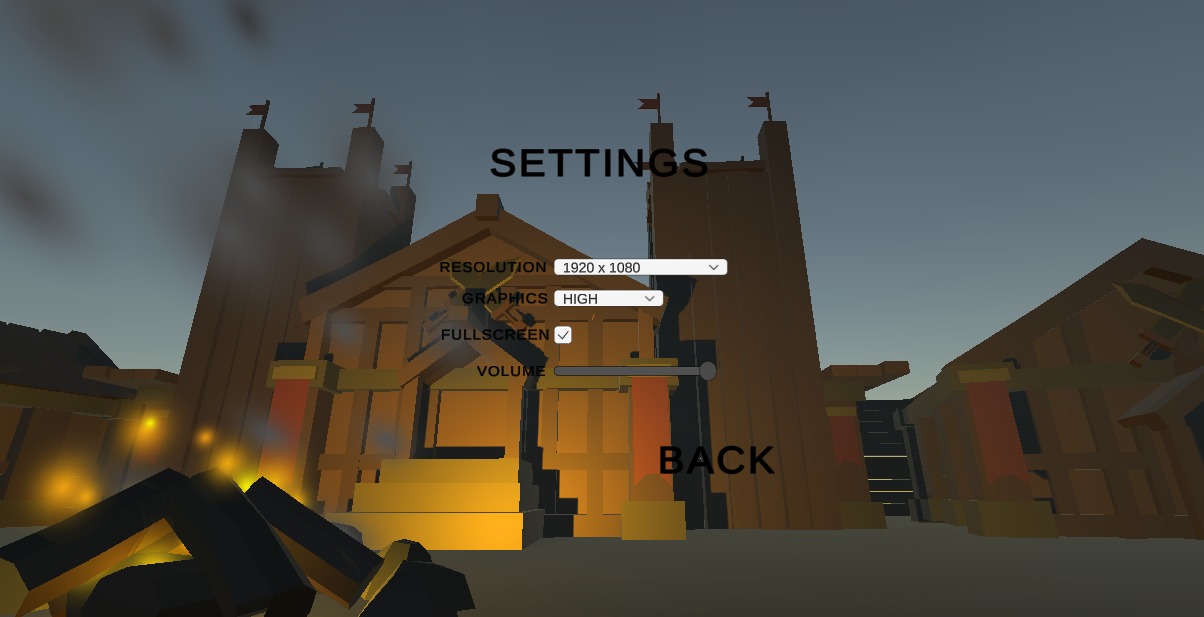 SETTINGS
RESOLUTION 1920 x 1080
GRAPHICS HIGH
FULLSCREEN
VOLUME
BACK